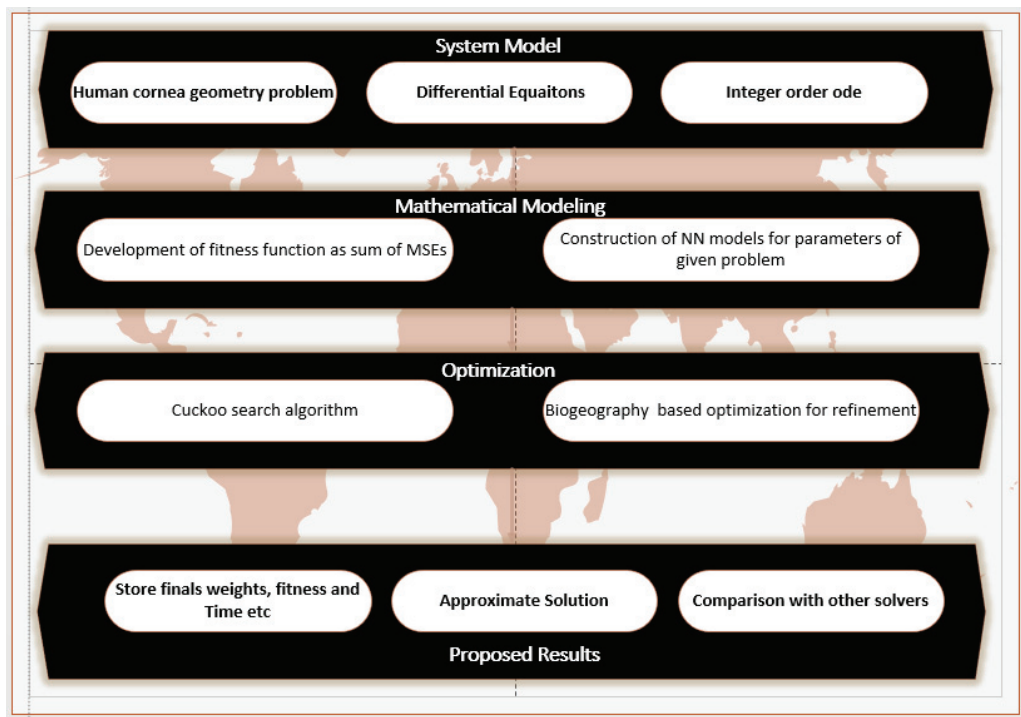 System Model
Human cornea geometry problem
Differential Equaitons
Integer order ode
Mathematical Modeling
Development of fitness function as sum of MSEs
Construction of NN models for parameters of
given problem
Optimization
Cuckoo search algorithm
Biogeography based optimization for refinement
Store finals weights, fitness and
Time etc
Approximate Solution
Comparison with other solvers
Proposed Results